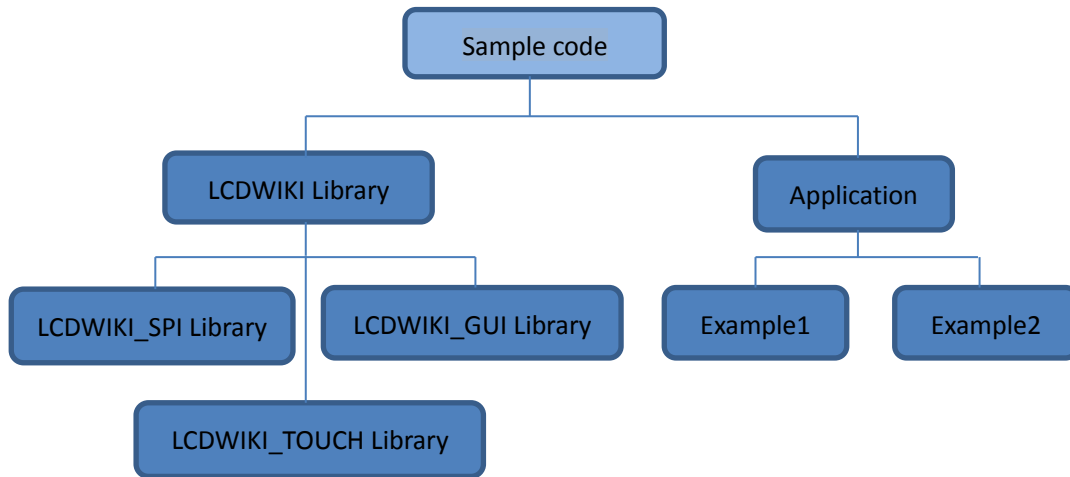 Sample code
LCDWIKI Library
Application
LCDWIKI_SPI Library
LCDWIKI_GUI Library
Example1
Example2
LCDWIKI_TOUCH Library